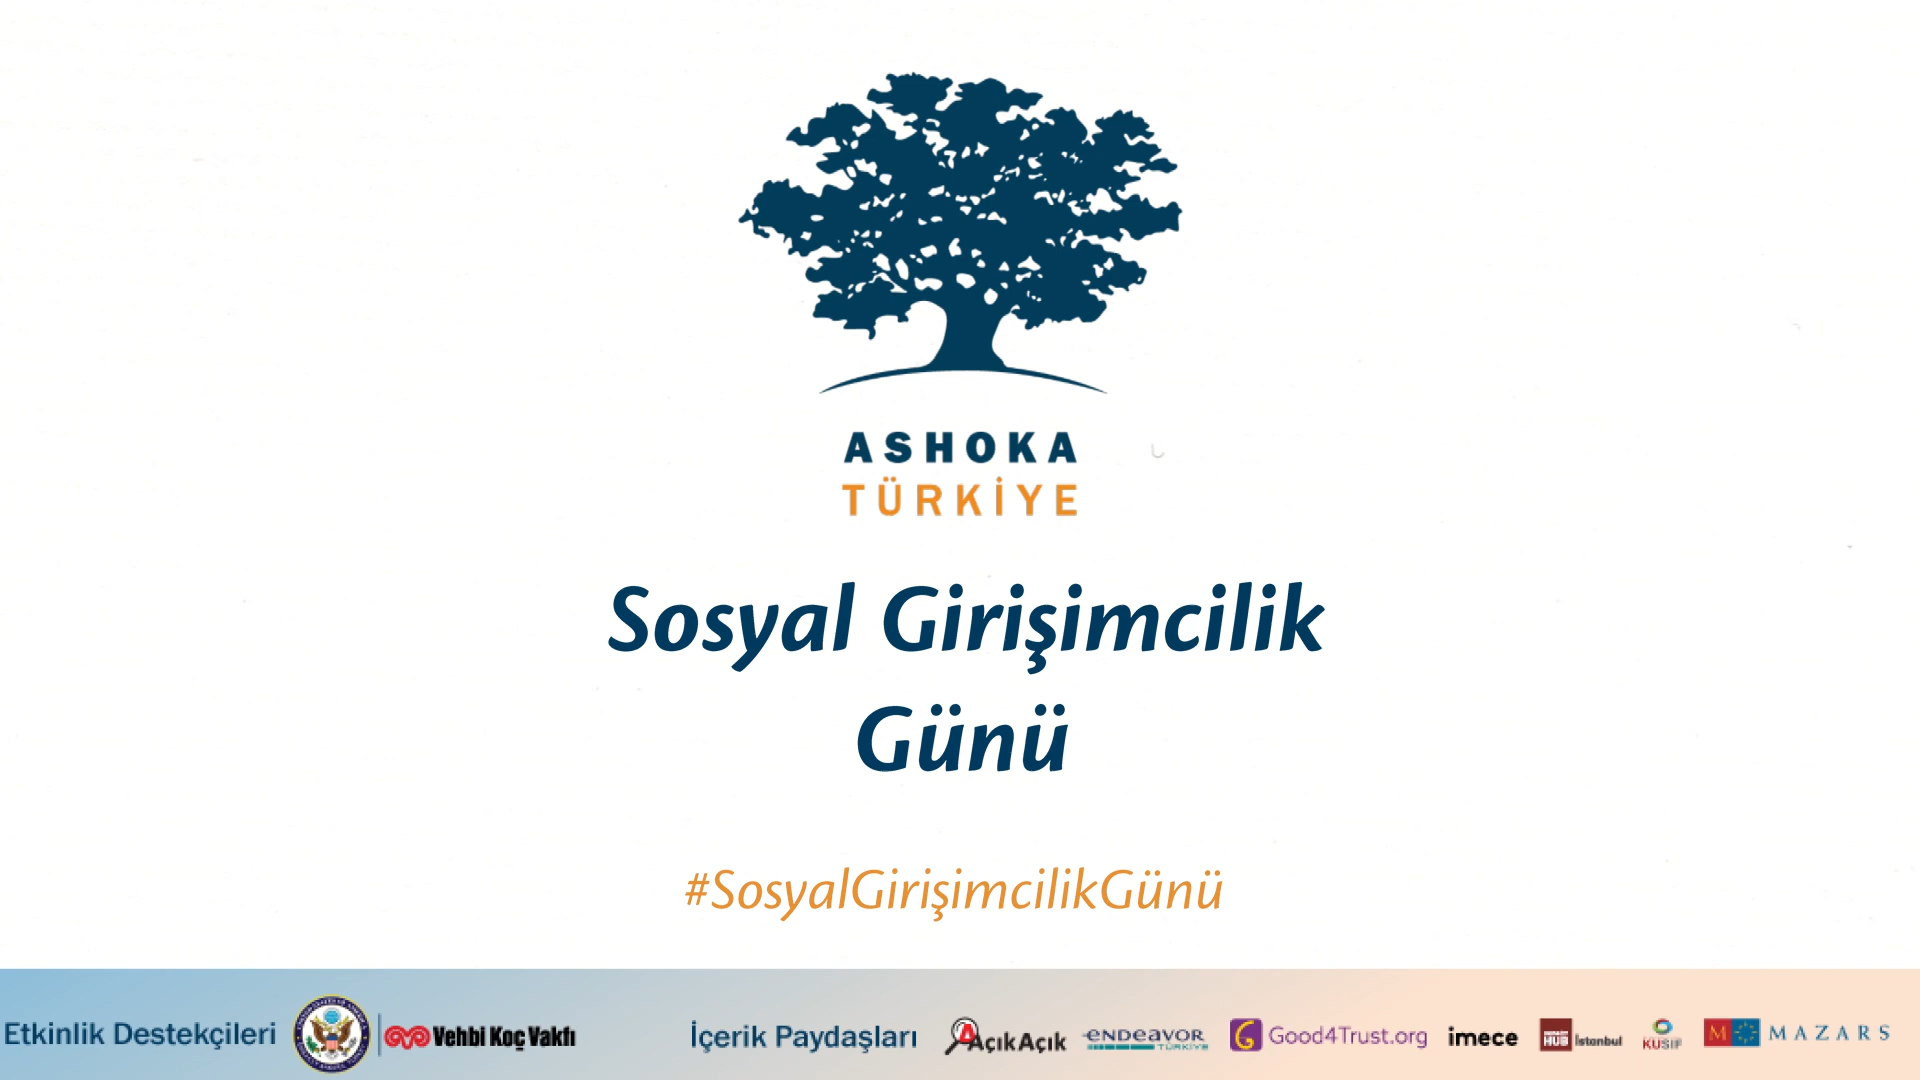 ASHOKA
TÜRKİYE
Sosyal Girişimcilik
Günü
#SosyalGirişimcilikGünü
Etkinlik Destekçileri
Vehbi Koç Vakfı
İçerik Paydaşları
AçıkAçık
endeavor
TÜRKİYE
Good4Trust.org
imece
HUB İstanbul
KUSIF
MAZARS